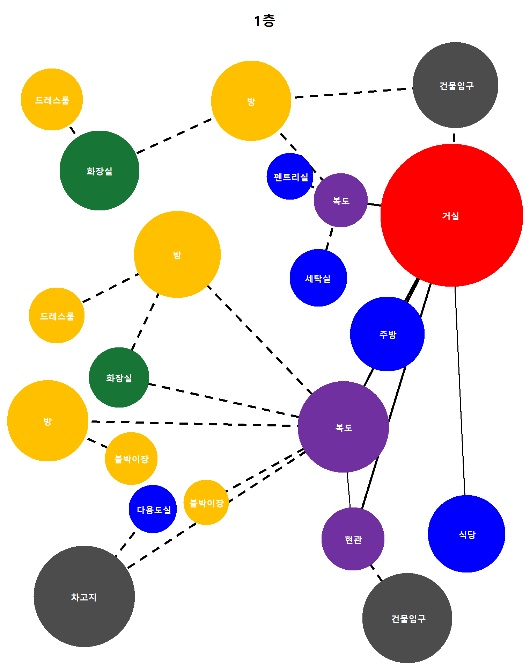 1층
건물입구
드레스룸
방
화장실
펜트리실
복도
거실
방
세탁실
드레스룸
주방
화장실
방
복도
붙박이장
붙박이장
다용도실
식당
현관
차고지
건물입구